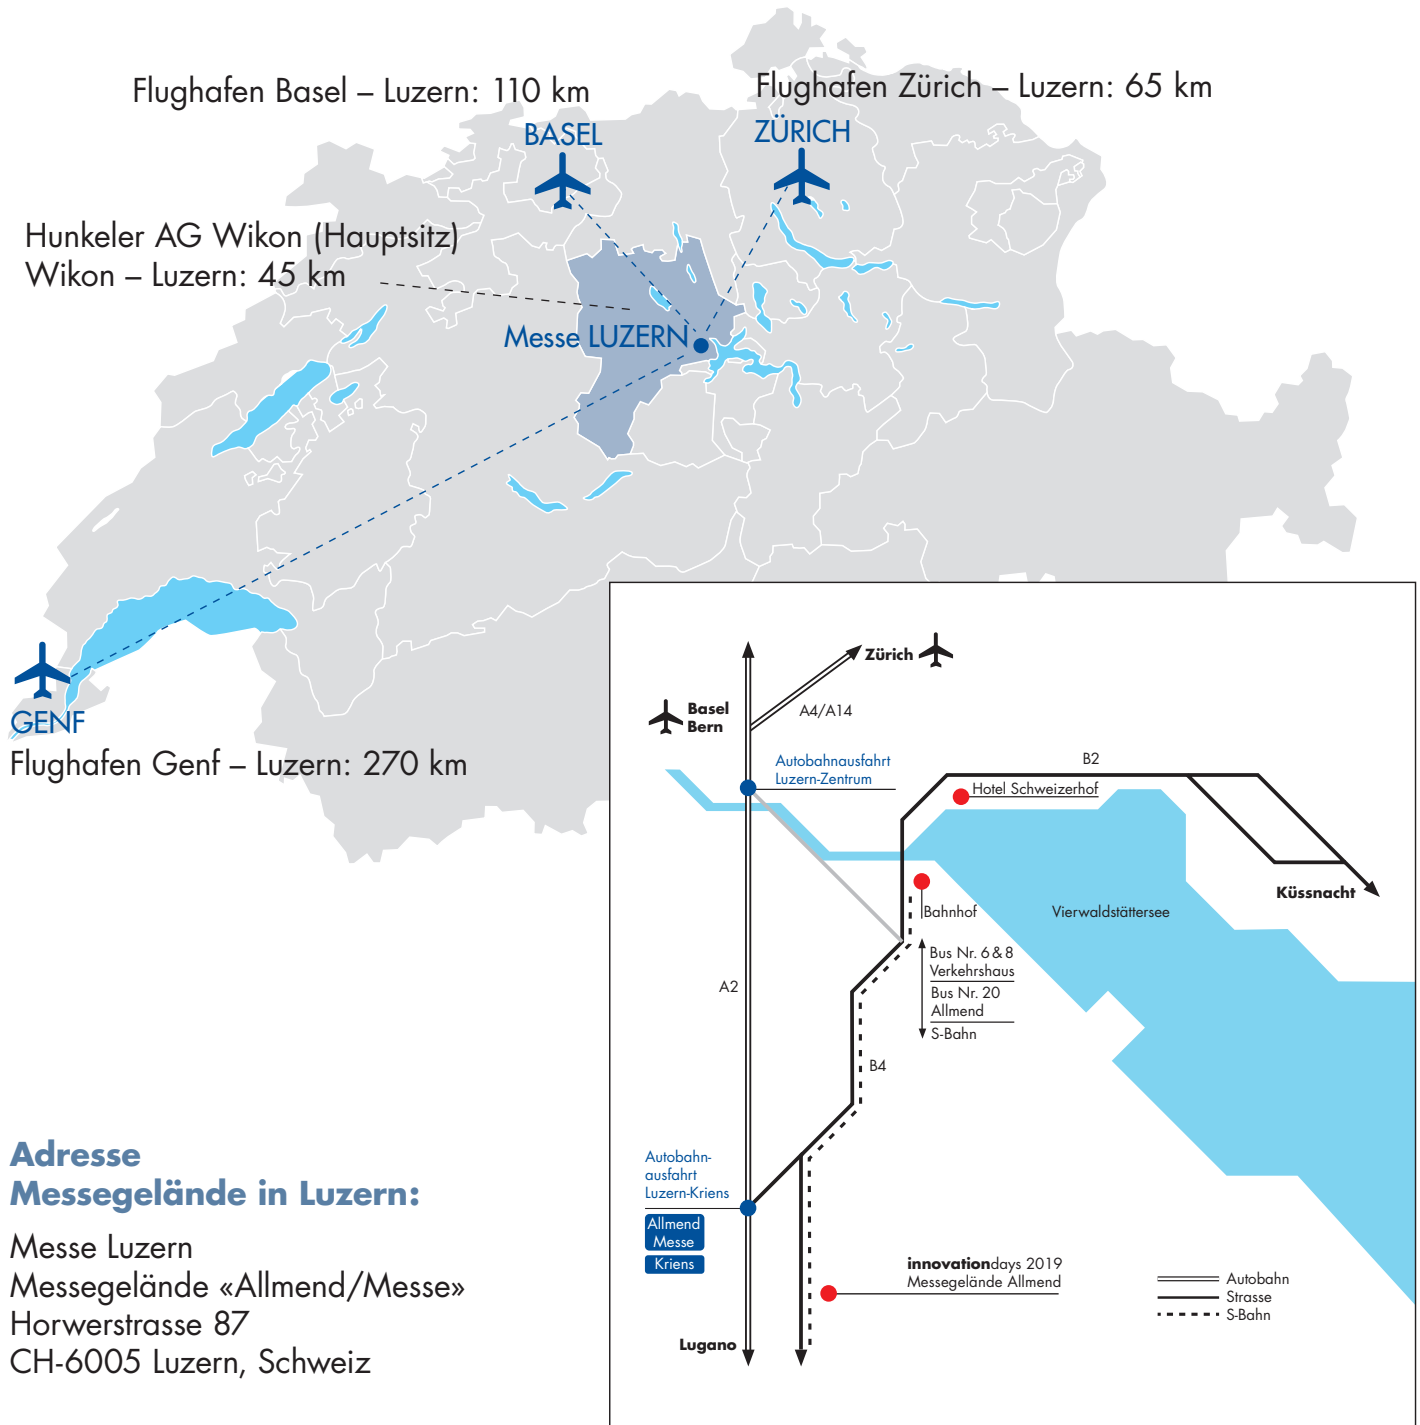 Flughafen Basel – Luzern: 110 km
Flughafen Zürich – Luzern: 65 km
BASEL
ZÜRICH
Hunkeler AG Wikon (Hauptsitz)
Wikon – Luzern: 45 km
Messe LUZERN
GENF
Flughafen Genf – Luzern: 270 km
Zürich
Basel
Bern
A4/A14
Autobahnausfahrt
Luzern-Zentrum
B2
Hotel Schweizerhof
Küssnacht
Bahnhof
Vierwaldstättersee
Bus Nr. 6 & 8
Verkehrshaus
Bus Nr. 20
Allmend
S-Bahn
A2
B4
Autobahn-
ausfahrt
Luzern-Kriens
Allmend
Messe
Kriens
innovationdays 2019
Messegelände Allmend
Lugano
Autobahn
Strasse
S-Bahn
Adresse
Messegelände in Luzern:
Messe Luzern
Messegelände «Allmend/Messe»
Horwerstrasse 87
CH-6005 Luzern, Schweiz